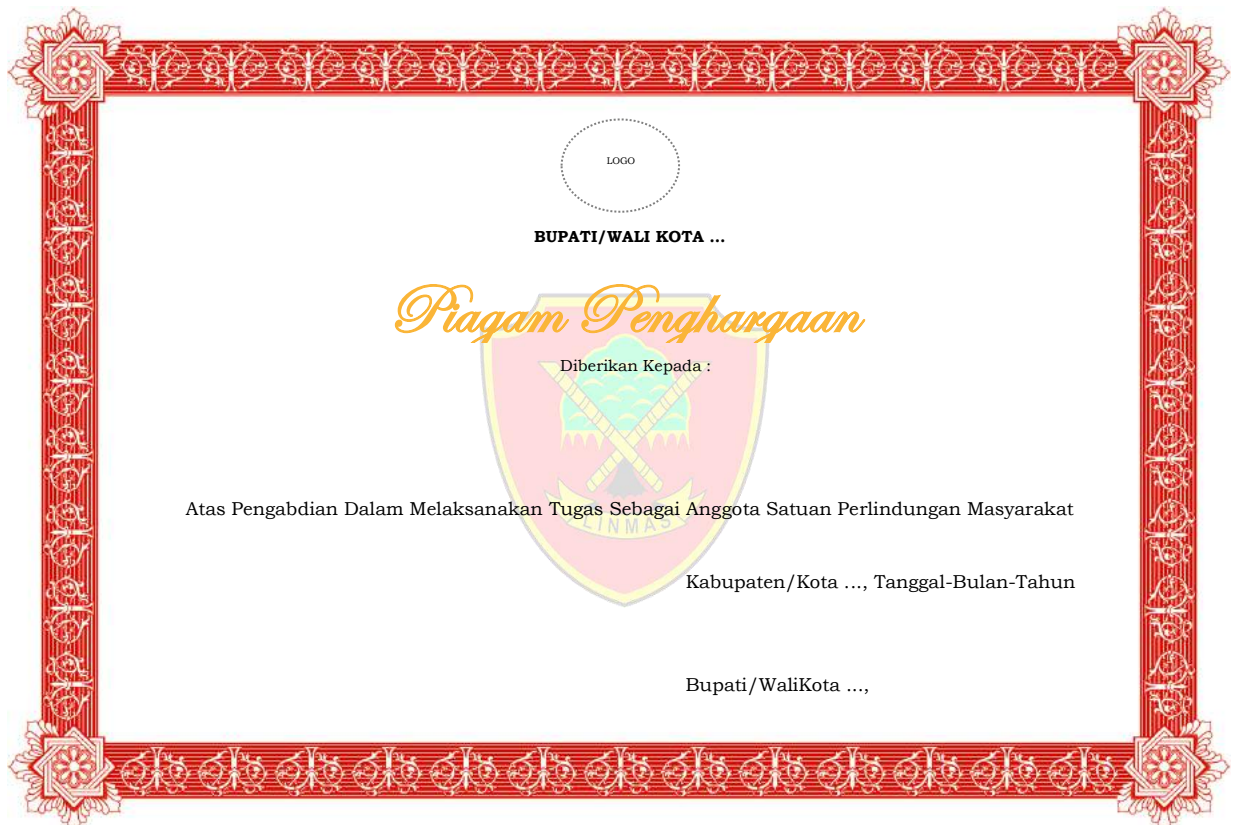 LOGO
BUPATI/WALI KOTA ...
Piagam Penghargaan
Diberikan Kepada :
Atas Pengabdian Dalam Melaksanakan Tugas Sebagai Anggota Satuan Perlindungan Masyarakat
LINMAS
Kabupaten/Kota ..., Tanggal-Bulan-Tahun
Bupati/WaliKota ...,